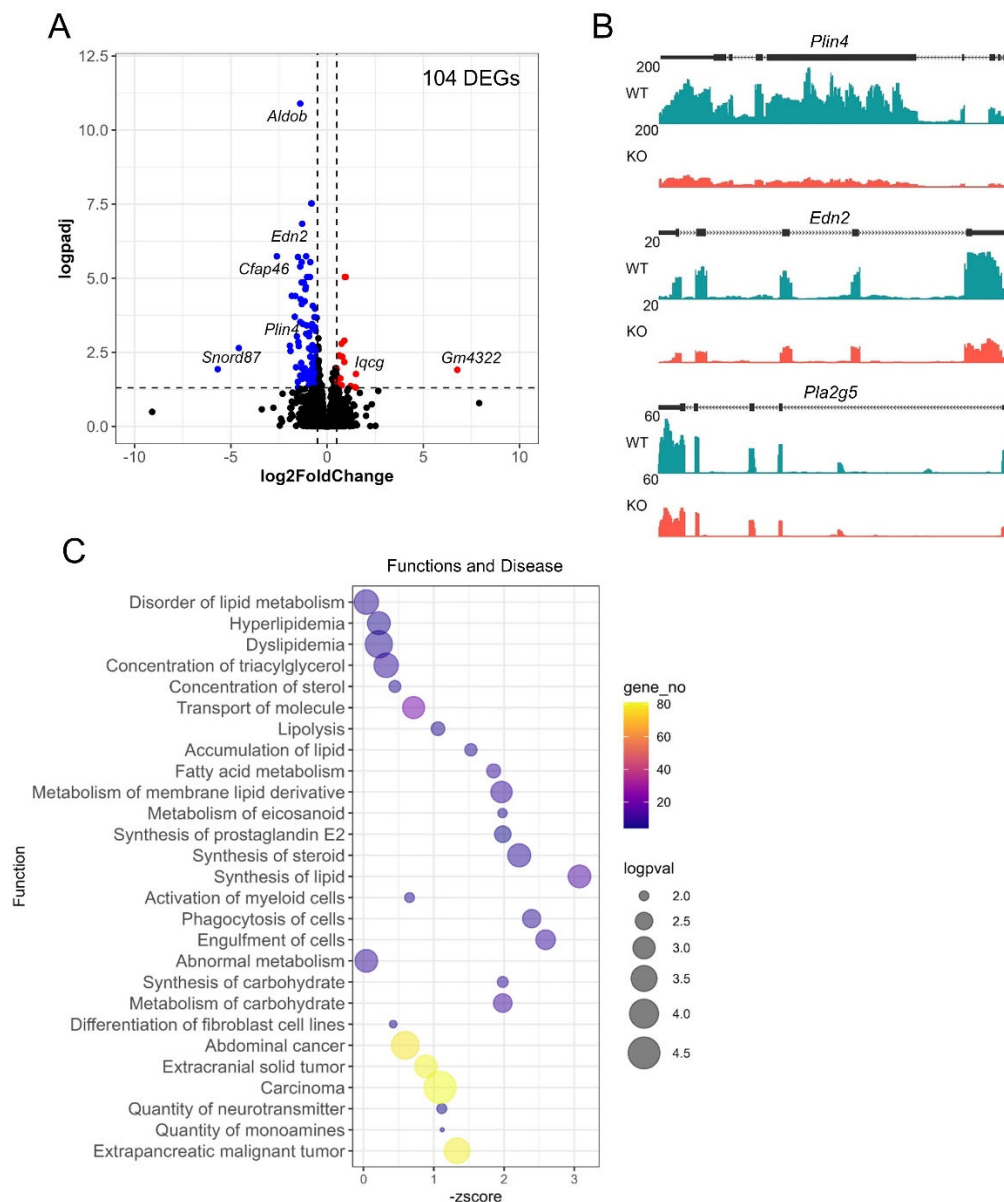 A
104 DEGs
12.5
10.0
7.5
5.0
2.5
0.0
logpadj
Aldob
Edn2
Cfap46
Plin4
Snord87
Iqcg
Gm4322
-10
-5
0
5
10
log2FoldChange
B
Plin4
200
WT
200
KO
Edn2
20
WT
20
KO
Pla2g5
60
WT
60
KO
C
Functions and Disease
Function
Disorder of lipid metabolism
Hyperlipidemia
Dyslipidemia
Concentration of triacylglycerol
Concentration of sterol
Transport of molecule
Lipolysis
Accumulation of lipid
Fatty acid metabolism
Metabolism of membrane lipid derivative
Metabolism of eicosanoid
Synthesis of prostaglandin E2
Synthesis of steroid
Synthesis of lipid
Activation of myeloid cells
Phagocytosis of cells
Engulfment of cells
Abnormal metabolism
Synthesis of carbohydrate
Metabolism of carbohydrate
Differentiation of fibroblast cell lines
Abdominal cancer
Extracranial solid tumor
Carcinoma
Quantity of neurotransmitter
Quantity of monoamines
Extrapancreatic malignant tumor
0
1
2
3
-zscore
gene_no
80
60
40
20
logpval
2.0
2.5
3.0
3.5
4.0
4.5